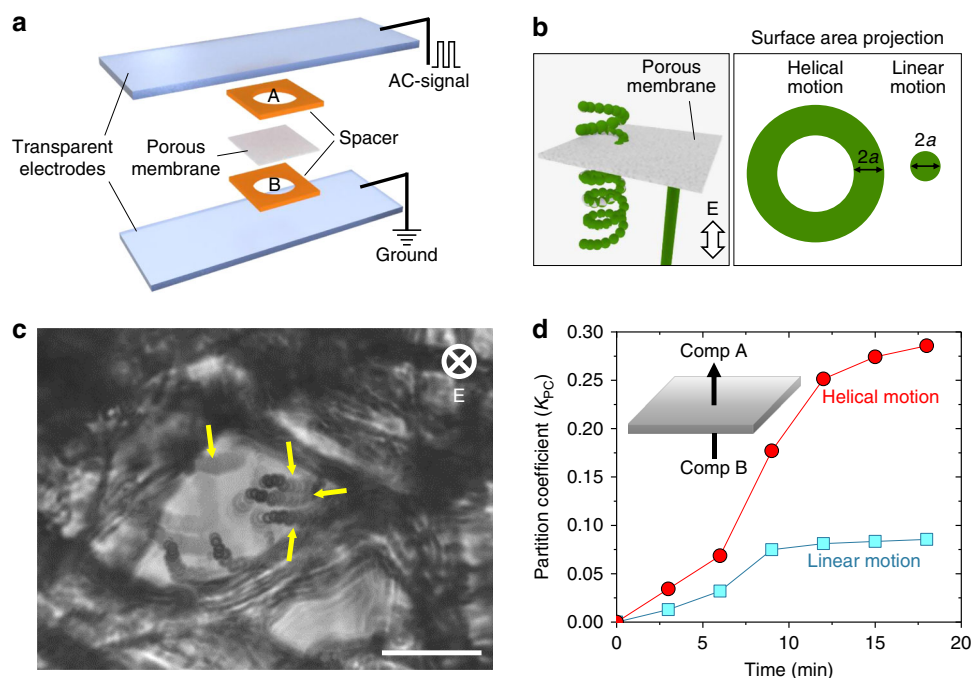 a
AC-signal
A
Spacer
Transparent
electrodes
Porous
membrane
B
Ground
b
Porous
membrane
E
Surface area projection
Helical
motion
Linear
motion
2a
2a
c
E
d
Partition coefficient (K_PC)
0.30
0.25
0.20
0.15
0.10
0.05
0.00
Comp A
Comp B
Helical motion
Linear motion
0
5
10
15
20
Time (min)